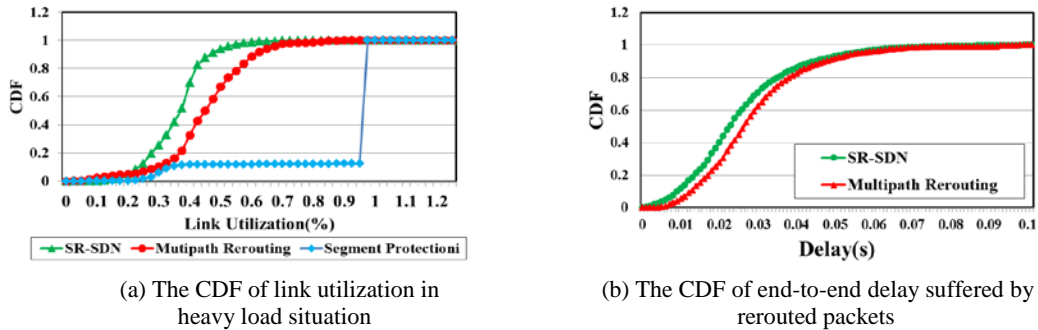 1.2
1
0.8
0.6
0.4
0.2
0
CDF
0 0.1 0.2 0.3 0.4 0.5 0.6 0.7 0.8 0.9 1 1.1 1.2
Link Utilization(%)
SR-SDN Mutipath Rerouting Segment Protectioni
(a) The CDF of link utilization in
heavy load situation
1.2
1
0.8
0.6
0.4
0.2
0
CDF
SR-SDN
Multipath Rerouting
0 0.01 0.02 0.03 0.04 0.05 0.06 0.07 0.08 0.09 0.1
Delay(s)
(b) The CDF of end-to-end delay suffered by
rerouted packets